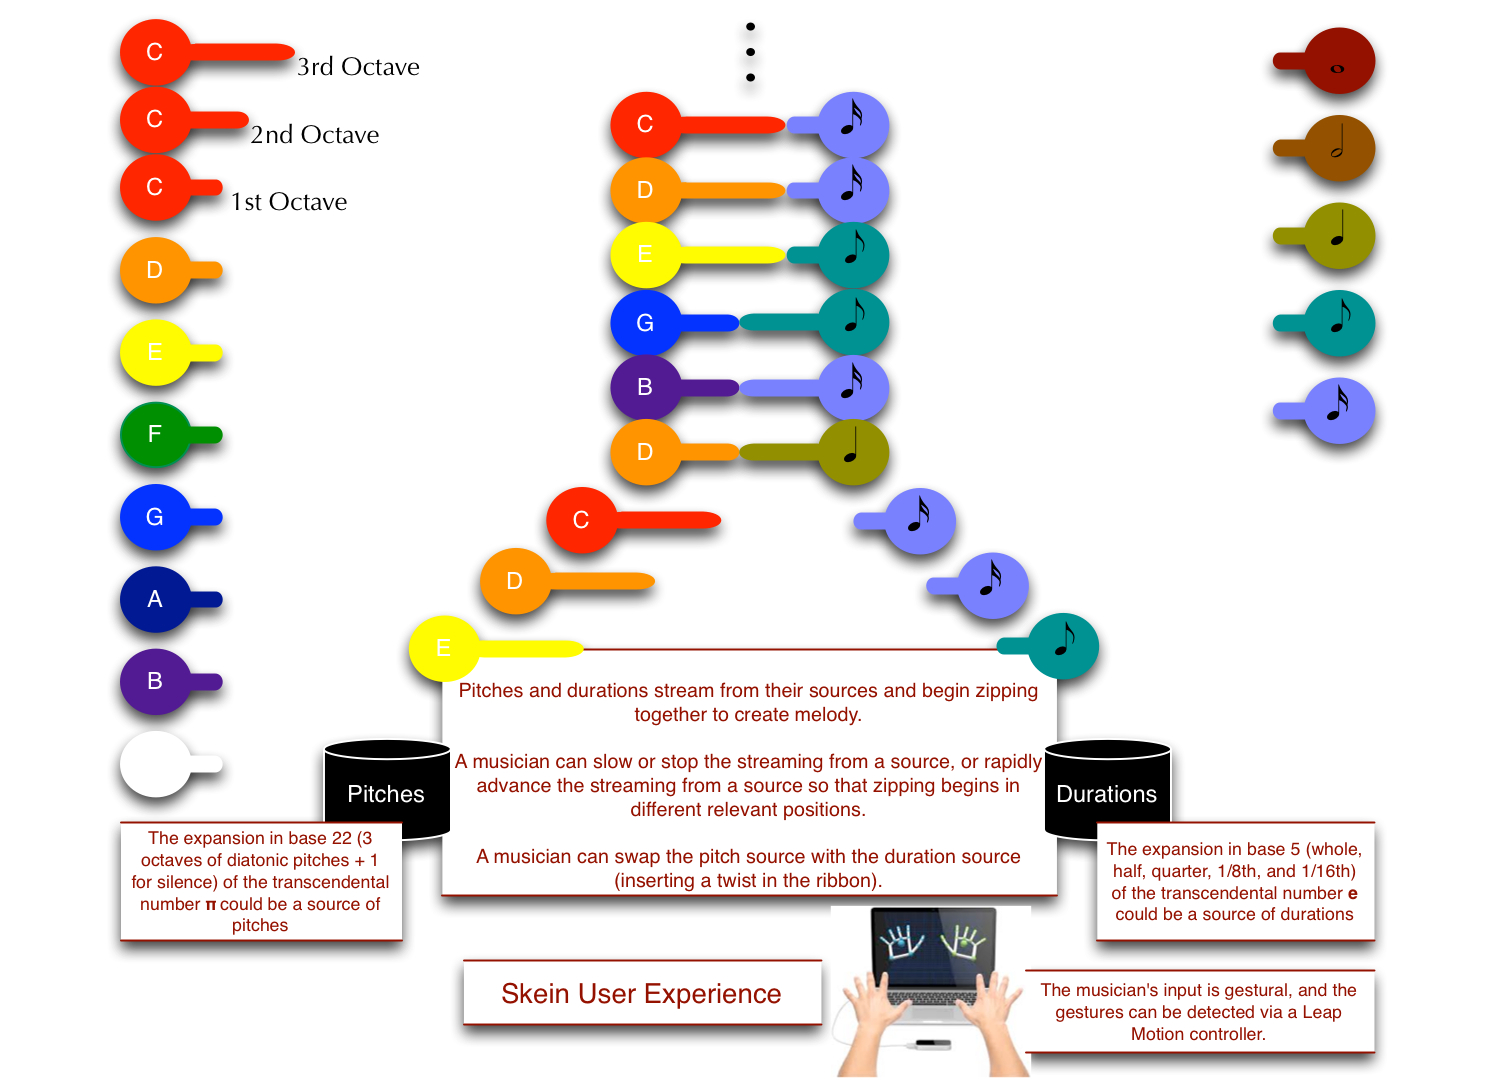 C
3rd Octave
C
2nd Octave
C
1st Octave
D
E
F
G
A
B
C
D
E
G
B
D
C
D
E
Pitches and durations stream from their sources and begin zipping
together to create melody.
A musician can slow or stop the streaming from a source, or rapidly
advance the streaming from a source so that zipping begins in
different relevant positions.
A musician can swap the pitch source with the duration source
(inserting a twist in the ribbon).
Pitches
Durations
The expansion in base 22 (3
octaves of diatonic pitches + 1
for silence) of the transcendental
number π could be a source of
pitches
The expansion in base 5 (whole,
half, quarter, 1/8th, and 1/16th)
of the transcendental number e
could be a source of durations
Skein User Experience
The musician's input is gestural, and the
gestures can be detected via a Leap
Motion controller.